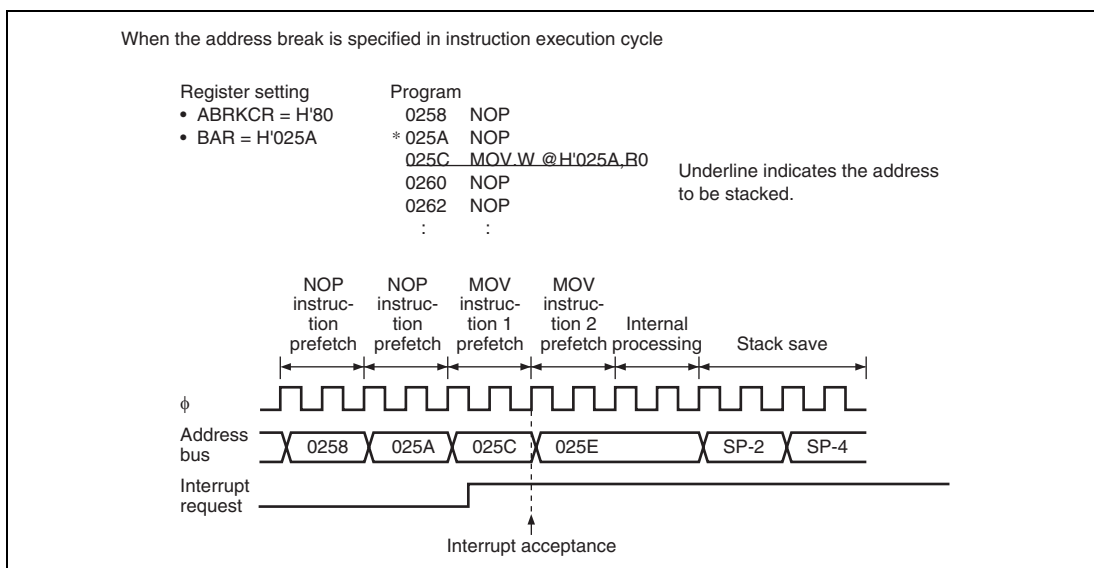 When the address break is specified in instruction execution cycle
Register setting
• ABRKCR = H'80
• BAR = H'025A
Program
0258 NOP
* 025A NOP
025C MOV.W @H'025A,R0
0260 NOP
0262 NOP
: :
Underline indicates the address
to be stacked.
NOP
instruc-
tion
prefetch
NOP
instruc-
tion
prefetch
MOV
instruc-
tion 1
prefetch
MOV
instruc-
tion 2
prefetch
Internal
processing
Stack save
φ
Address
bus
0258 025A 025C 025E SP-2 SP-4
Interrupt
request
Interrupt acceptance